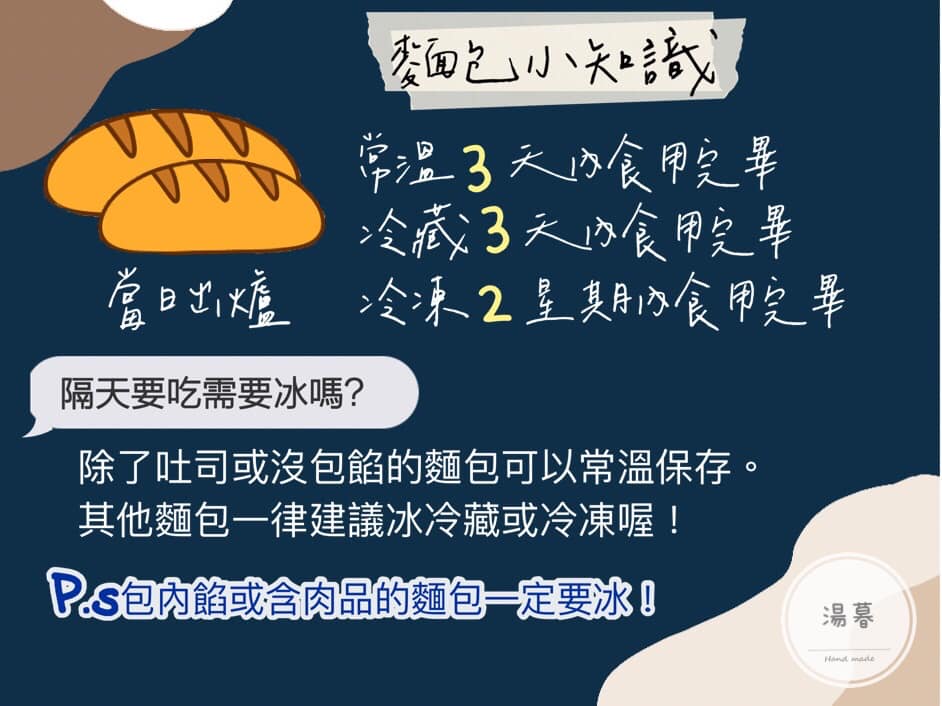 麵包小知識
常溫3天內食用完畢
冷藏3天內食用完畢
當日出爐
冷凍2星期內食用完畢
隔天要吃需要冰嗎?
除了吐司或沒包餡的麵包可以常溫保存。
其他麵包一律建議冰冷藏或冷凍喔！
P.s包內餡或含肉品的麵包一定要冰！
湯暮
Hand made